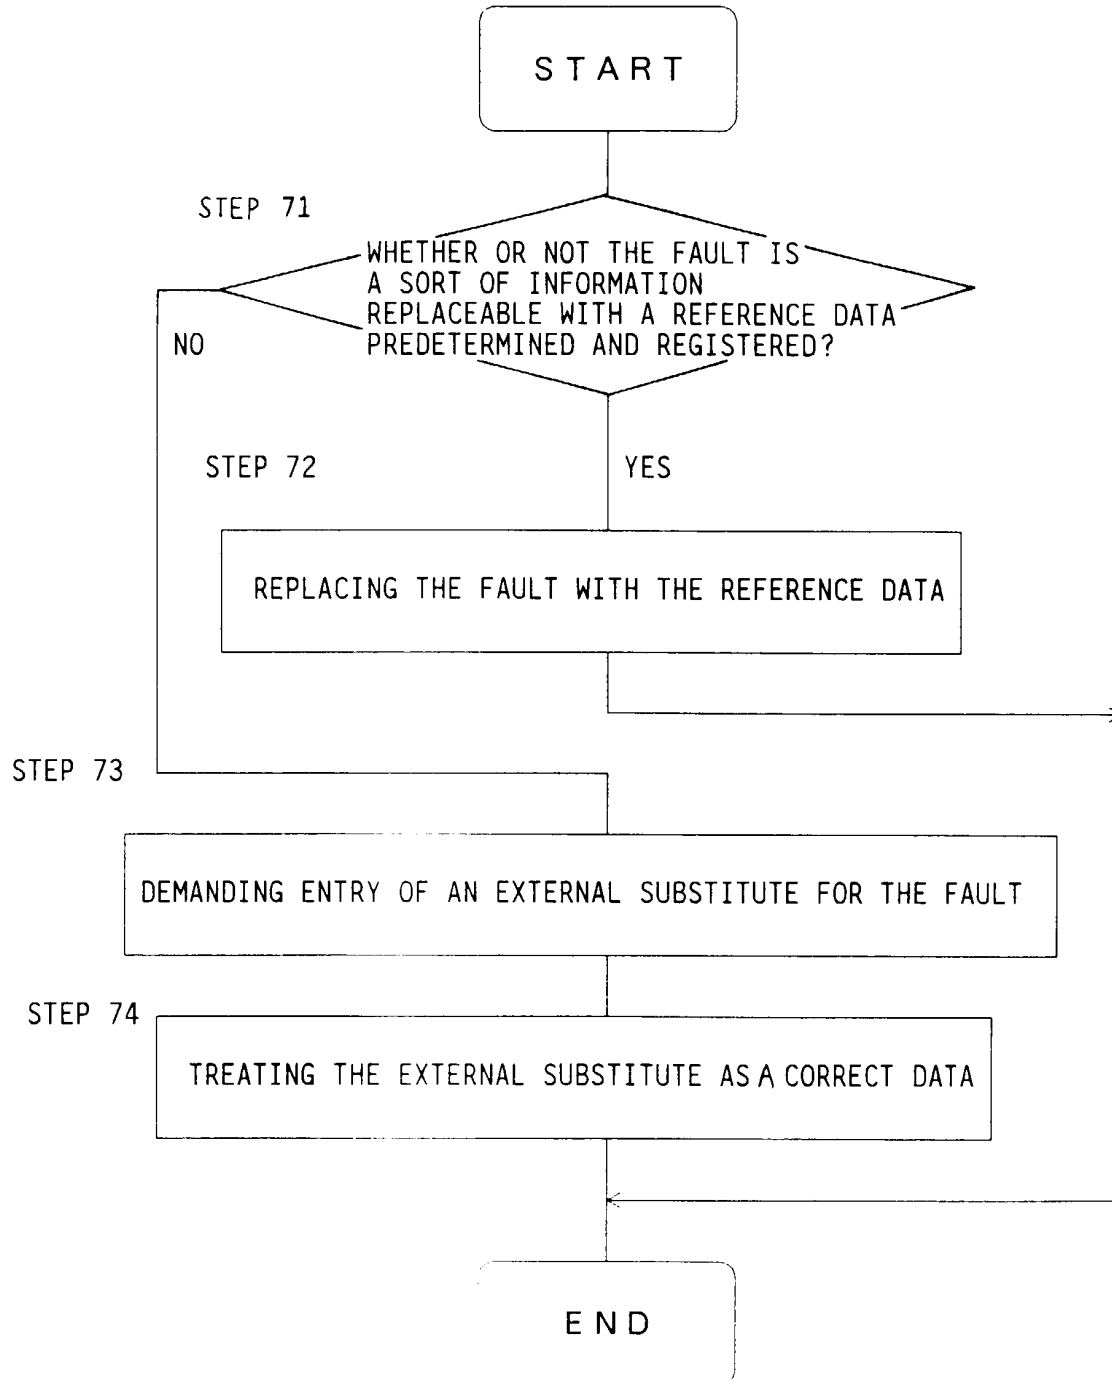 START
STEP 71
WHETHER OR NOT THE FAULT IS
A SORT OF INFORMATION
REPLACEABLE WITH A REFERENCE DATA
PREDETERMINED AND REGISTERED?
NO
STEP 72
YES
REPLACING THE FAULT WITH THE REFERENCE DATA
STEP 73
DEMANDING ENTRY OF AN EXTERNAL SUBSTITUTE FOR THE FAULT
STEP 74
TREATING THE EXTERNAL SUBSTITUTE AS A CORRECT DATA
END